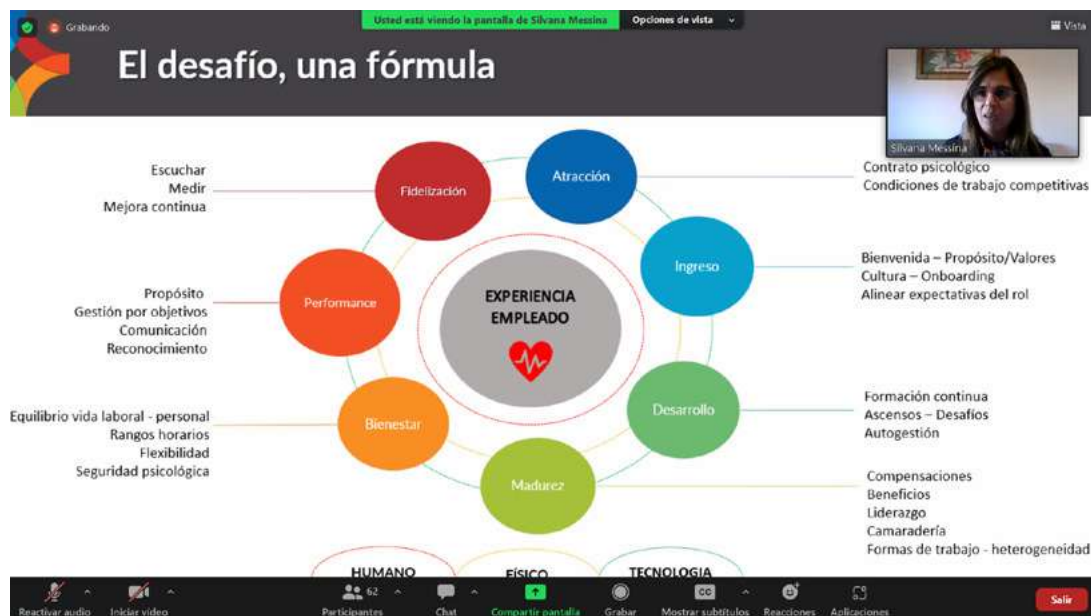 Grabando
Usted está viendo la pantalla de Silvana Messina
Opciones de vista
Vista
El desafío, una fórmula
Silvana Messina
Escuchar
Medir
Mejora continua
Fidelización
Atracción
Contrato psicológico
Condiciones de trabajo competitivas
Ingreso
Bienvenida – Propósito/Valores
Cultura – Onboarding
Alinear expectativas del rol
Propósito
Gestión por objetivos
Comunicación
Reconocimiento
Performance
EXPERIENCIA
EMPLEADO
Desarrollo
Formación continua
Ascensos – Desafíos
Autogestión
Equilibrio vida laboral - personal
Rangos horarios
Flexibilidad
Seguridad psicológica
Bienestar
Madurez
Compensaciones
Beneficios
Liderazgo
Camaradería
Formas de trabajo - heterogeneidad
HUMANO
FÍSICO
TECNOLOGIA
Reactivar audio
Iniciar video
62
Participantes
Chat
Compartir pantalla
Grabar
CC
Mostrar subtítulos
Reacciones
Aplicaciones
Salir